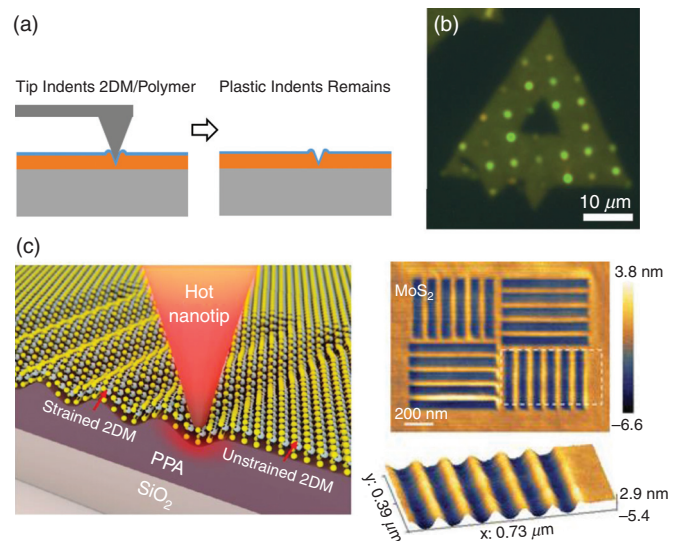 (a)
(b)
Tip Indents 2DM/Polymer
Plastic Indents Remains
10 μm
(c)
Hot
nanotip
Strained 2DM
Unstrained 2DM
PPA
SiO₂
MoS₂
200 nm
3.8 nm
−6.6
2.9 nm
−5.4
y: 0.39 μm
x: 0.73 μm